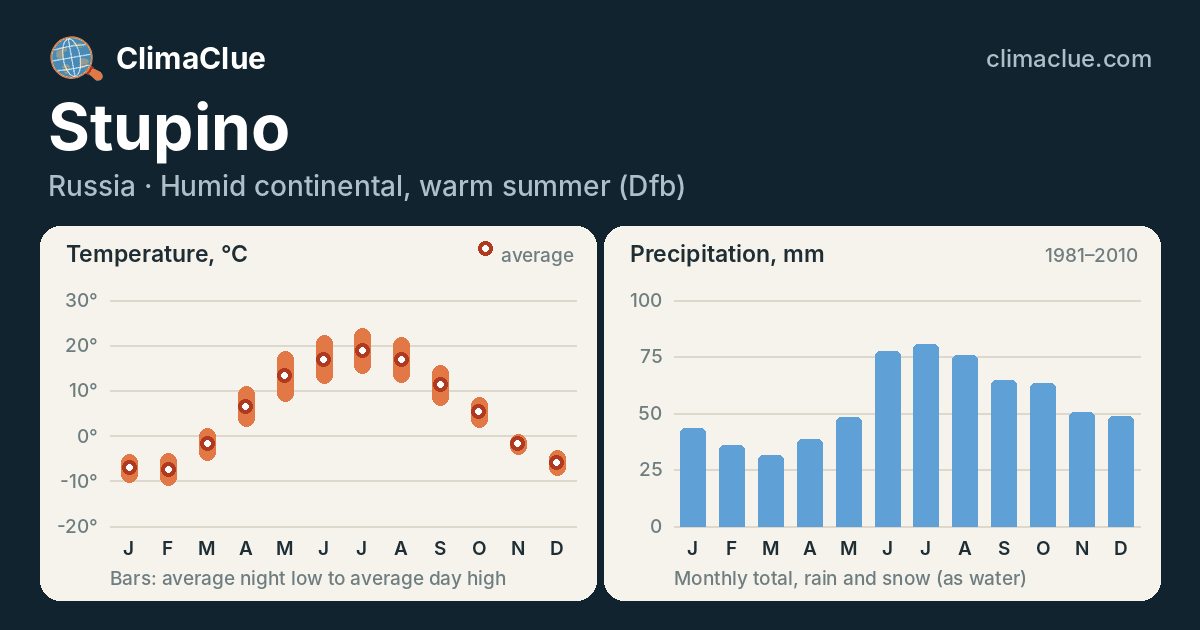 ClimaClue
climaclue.com
Stupino
Russia · Humid continental, warm summer (Dfb)
Temperature, °C
average
30°
20°
10°
0°
-10°
-20°
J F M A M J J A S O N D
Bars: average night low to average day high
Precipitation, mm
1981–2010
100
75
50
25
0
J F M A M J J A S O N D
Monthly total, rain and snow (as water)